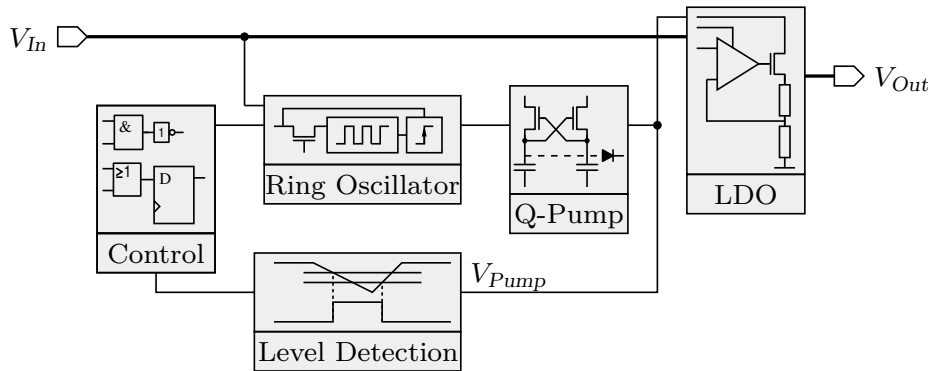 V_In
V_Out
&
1
≥1
D
Control
Ring Oscillator
Q-Pump
LDO
V_Pump
Level Detection